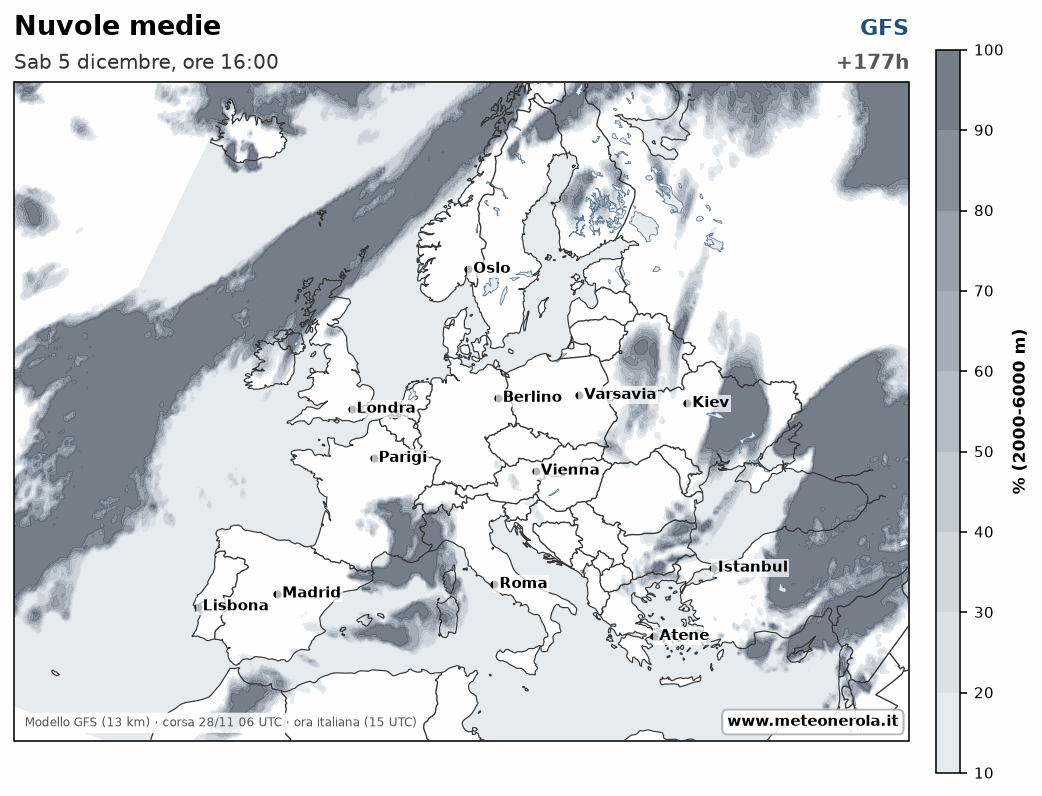 Nuvole medie
GFS
Sab 5 dicembre, ore 16:00
+177h
100
90
80
70
60
50
40
30
20
10
% (2000-6000 m)
Oslo
Londra
Berlino
Varsavia
Kiev
Parigi
Vienna
Istanbul
Roma
Madrid
Lisbona
Atene
Modello GFS (13 km) · corsa 28/11 06 UTC · ora italiana (15 UTC)
www.meteonerola.it